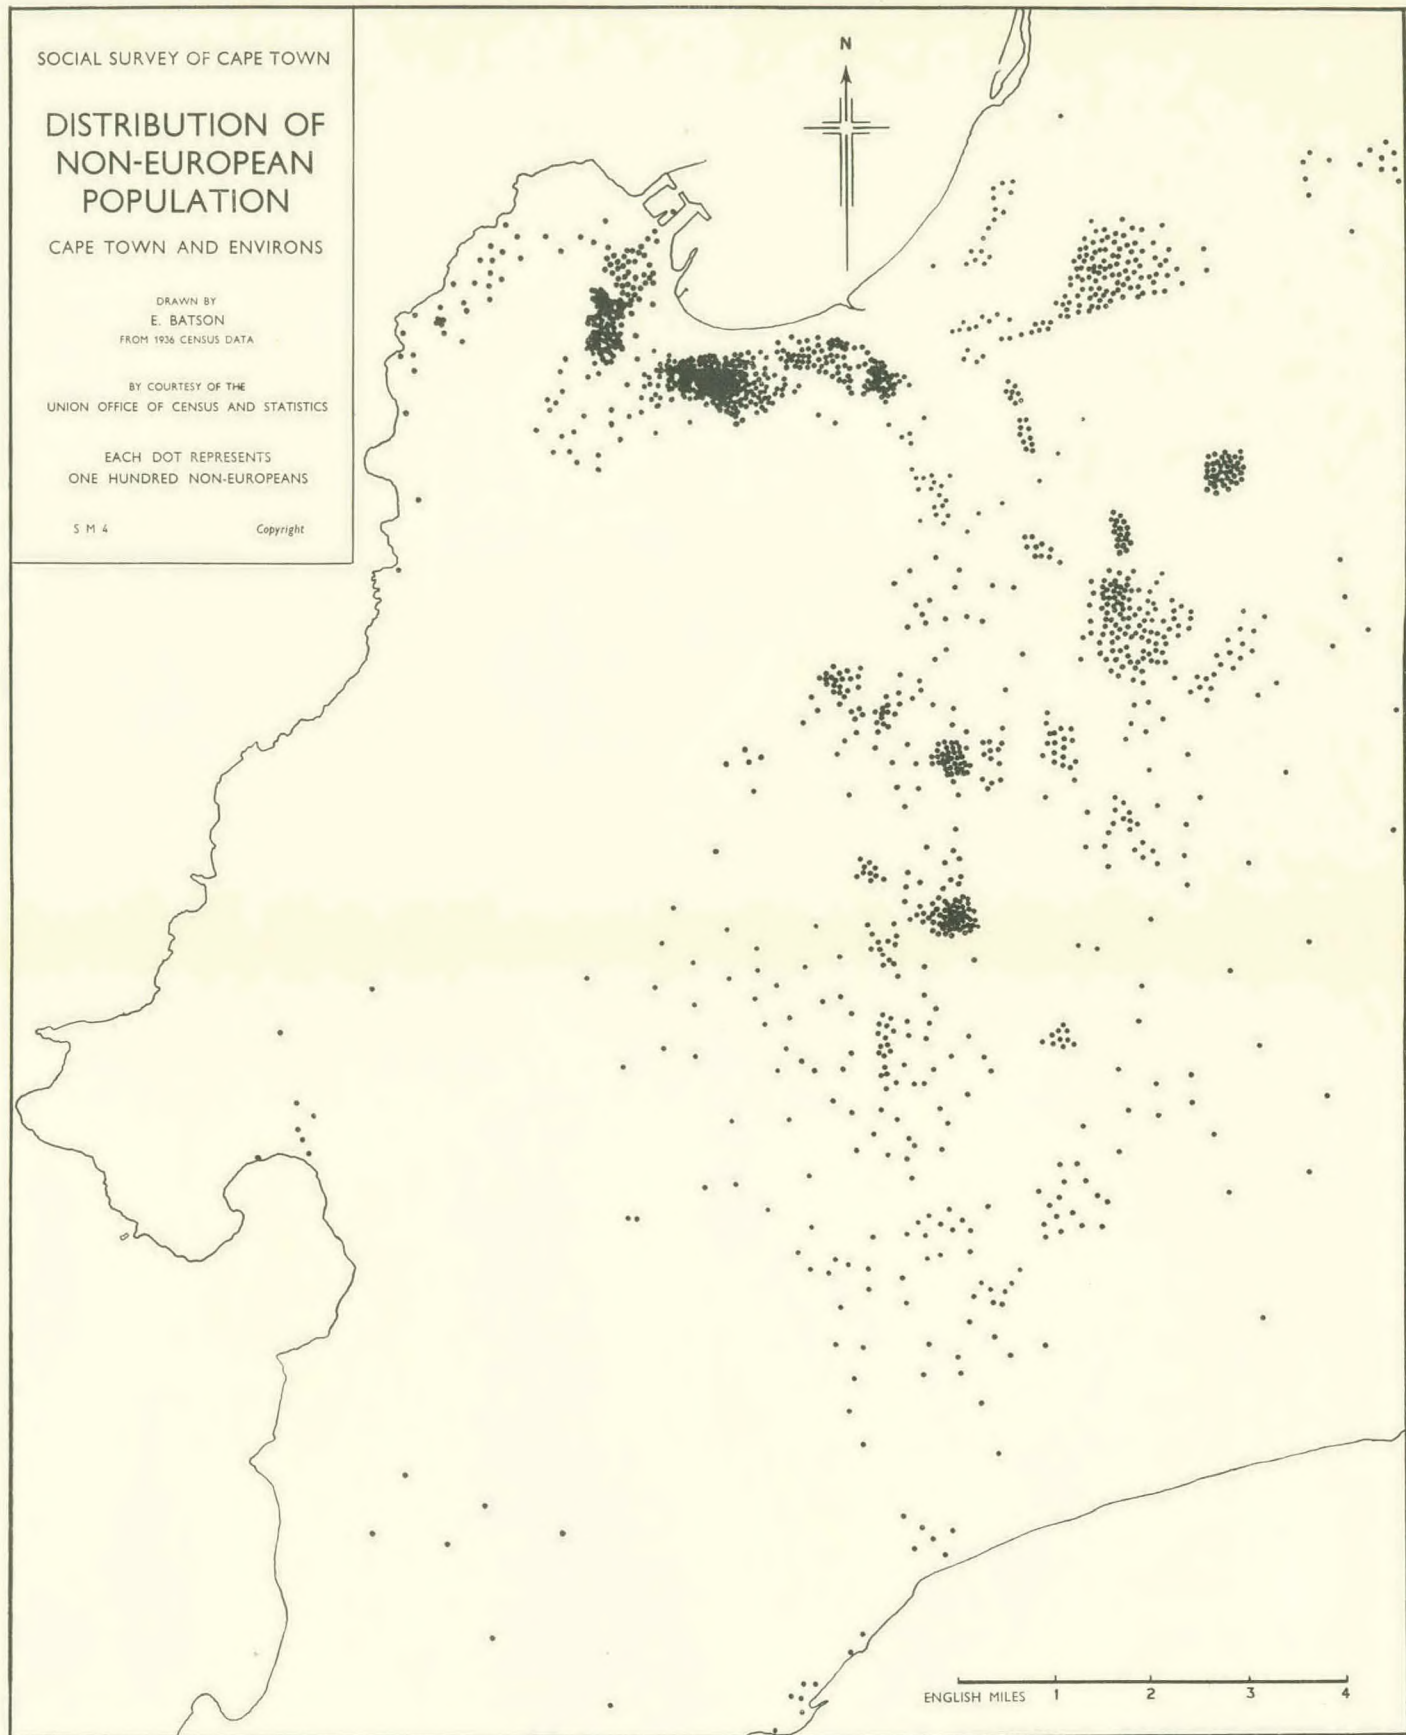 SOCIAL SURVEY OF CAPE TOWN
DISTRIBUTION OF
NON-EUROPEAN
POPULATION
CAPE TOWN AND ENVIRONS
DRAWN BY
E. BATSON
FROM 1936 CENSUS DATA
BY COURTESY OF THE
UNION OFFICE OF CENSUS AND STATISTICS
EACH DOT REPRESENTS
ONE HUNDRED NON-EUROPEANS
S M 4 Copyright
N
ENGLISH MILES 1 2 3 4